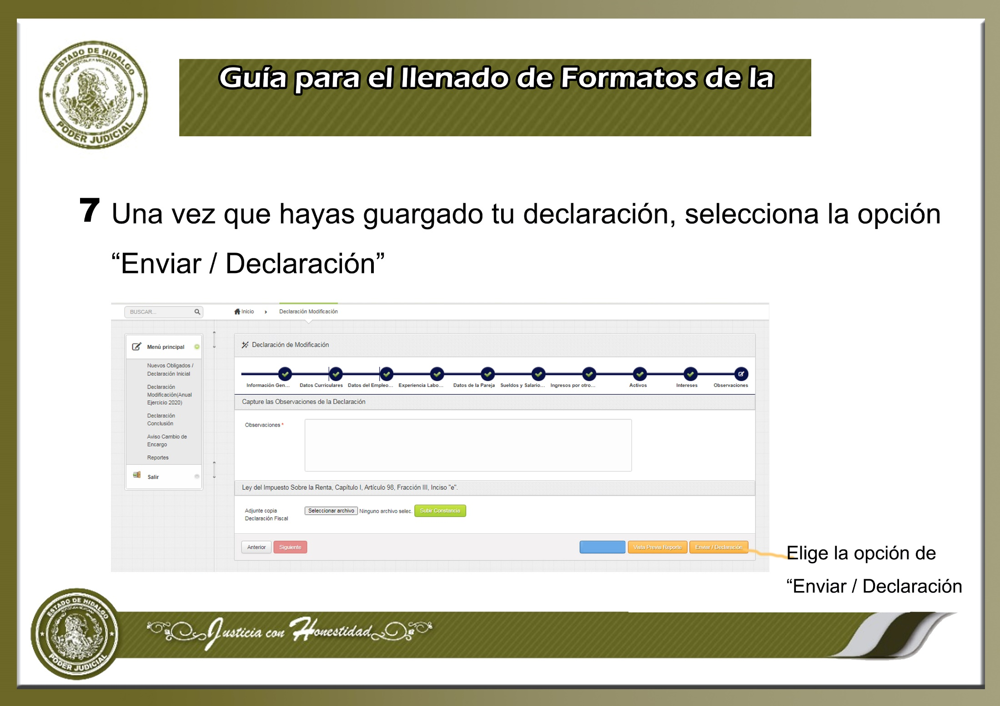 ESTADO DE HIDALGO
PODER JUDICIAL
Guía para el llenado de Formatos de la
7 Una vez que hayas guargado tu declaración, selecciona la opción
“Enviar / Declaración”
BUSCAR...
Inicio
Declaración Modificación
Menú principal
Nuevos Obligados /
Declaración Inicial
Declaración
Modificación(Anual
Ejercicio 2020)
Declaración
Conclusión
Aviso Cambio de
Encargo
Reportes
Salir
Declaración de Modificación
Información Gen... Datos Curriculares Datos del Empleo... Experiencia Labo... Datos de la Pareja Sueldos y Salario... Ingresos por otro... Activos Intereses Observaciones
Capture las Observaciones de la Declaración
Observaciones *
Ley del Impuesto Sobre la Renta, Capítulo I, Artículo 98, Fracción III, Inciso "e".
Adjunte copia
Declaración Fiscal
Seleccionar archivo Ninguno archivo selec. Subir Constancia
Anterior Siguiente Vista Previa Reporte Enviar / Declaración
Elige la opción de
“Enviar / Declaración
ESTADO DE HIDALGO
PODER JUDICIAL
Justicia con Honestidad